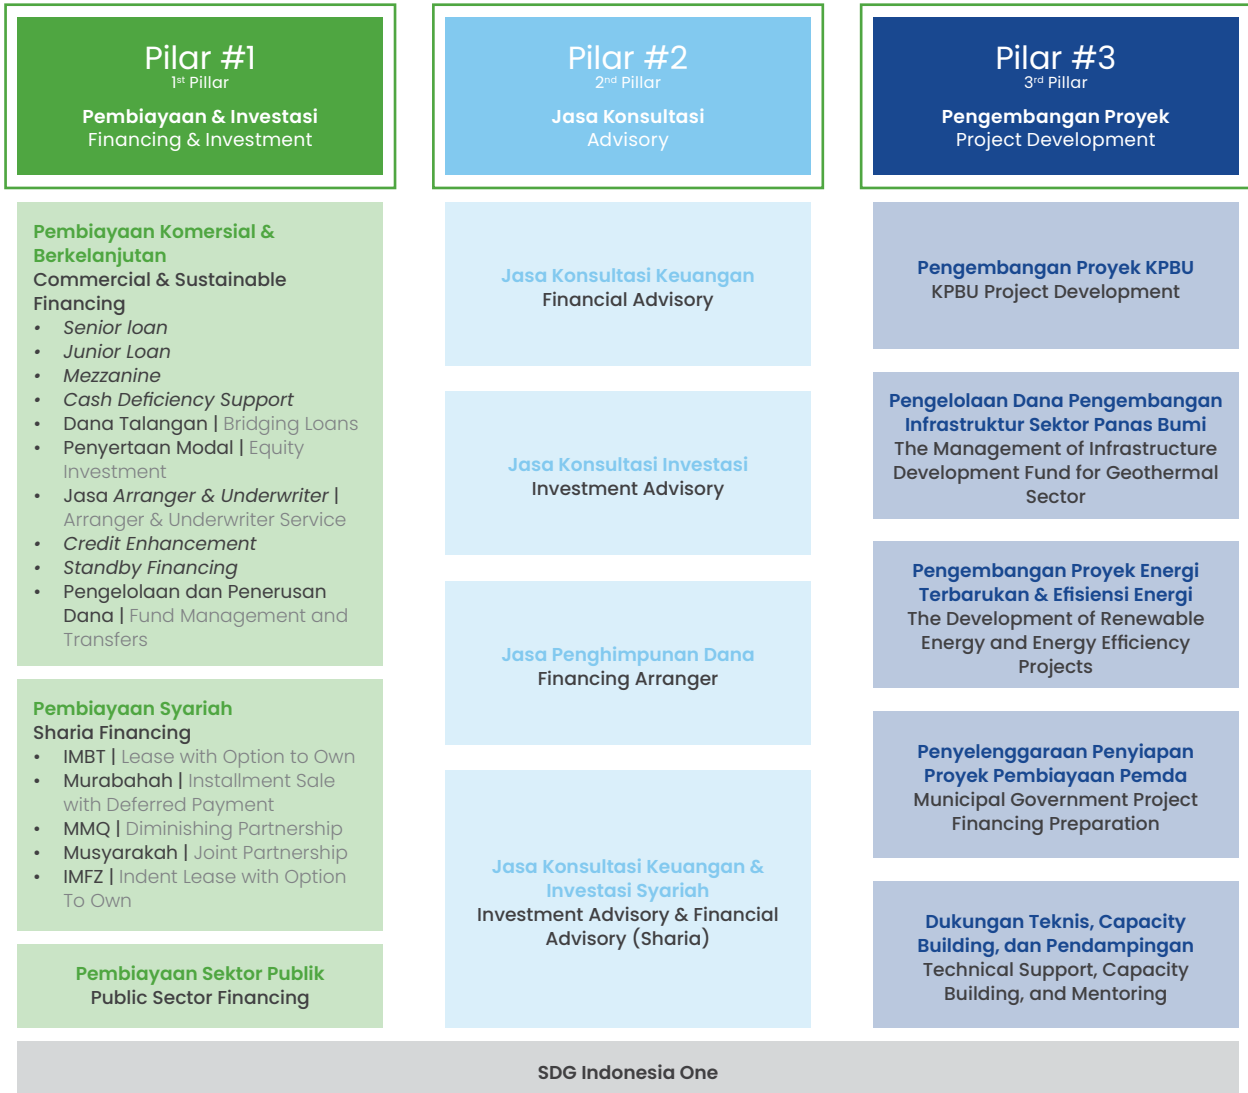 Pilar #1
1st Pillar
Pembiayaan & Investasi
Financing & Investment
Pembiayaan Komersial &
Berkelanjutan
Commercial & Sustainable
Financing
• Senior loan
• Junior Loan
• Mezzanine
• Cash Deficiency Support
• Dana Talangan | Bridging Loans
• Penyertaan Modal | Equity
Investment
• Jasa Arranger & Underwriter |
Arranger & Underwriter Service
• Credit Enhancement
• Standby Financing
• Pengelolaan dan Penerusan
Dana | Fund Management and
Transfers
Pembiayaan Syariah
Sharia Financing
• IMBT | Lease with Option to Own
• Murabahah | Installment Sale
with Deferred Payment
• MMQ | Diminishing Partnership
• Musyarakah | Joint Partnership
• IMFZ | Indent Lease with Option
To Own
Pembiayaan Sektor Publik
Public Sector Financing
Pilar #2
2nd Pillar
Jasa Konsultasi
Advisory
Jasa Konsultasi Keuangan
Financial Advisory
Jasa Konsultasi Investasi
Investment Advisory
Jasa Penghimpunan Dana
Financing Arranger
Jasa Konsultasi Keuangan &
Investasi Syariah
Investment Advisory & Financial
Advisory (Sharia)
Pilar #3
3rd Pillar
Pengembangan Proyek
Project Development
Pengembangan Proyek KPBU
KPBU Project Development
Pengelolaan Dana Pengembangan
Infrastruktur Sektor Panas Bumi
The Management of Infrastructure
Development Fund for Geothermal
Sector
Pengembangan Proyek Energi
Terbarukan & Efisiensi Energi
The Development of Renewable
Energy and Energy Efficiency
Projects
Penyelenggaraan Penyiapan
Proyek Pembiayaan Pemda
Municipal Government Project
Financing Preparation
Dukungan Teknis, Capacity
Building, dan Pendampingan
Technical Support, Capacity
Building, and Mentoring
SDG Indonesia One